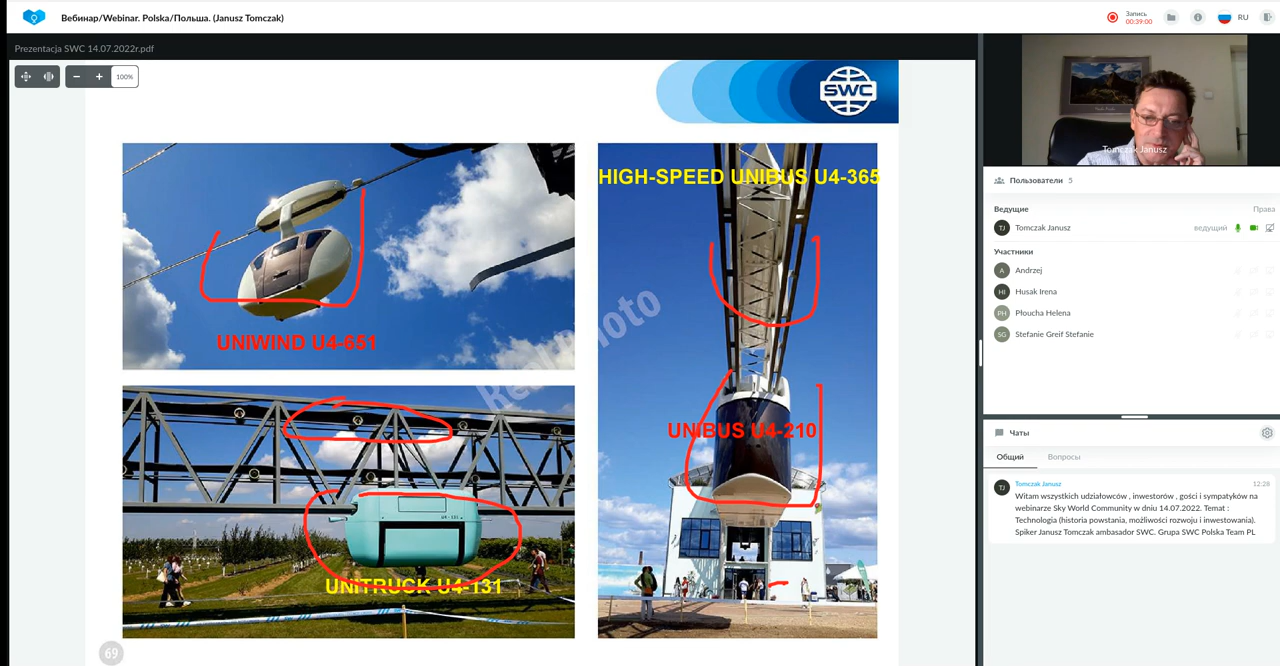 Вебинар/Webinar. Polska/Польша. (Janusz Tomczak)
Запись
00:39:00
RU
Prezentacja SWC 14.07.2022r.pdf
100%
SWC
UNIWIND U4-651
HIGH-SPEED UNIBUS U4-365
UNIBUS U4-210
U4-131
UNITRUCK U4-131
69
Tomczak Janusz
Пользователи 5
Ведущие
Права
TJ
Tomczak Janusz
ведущий
Участники
A
Andrzej
HI
Husak Irena
PH
Płoucha Helena
SG
Stefanie Greif Stefanie
Чаты
Общий
Вопросы
TJ
Tomczak Janusz
12:28
Witam wszystkich udziałowców , inwestorów , gości i sympatyków na
webinarze Sky World Community w dniu 14.07.2022. Temat :
Technologia (historia powstania, możliwości rozwoju i inwestowania).
Spiker Janusz Tomczak ambasador SWC. Grupa SWC Polska Team PL